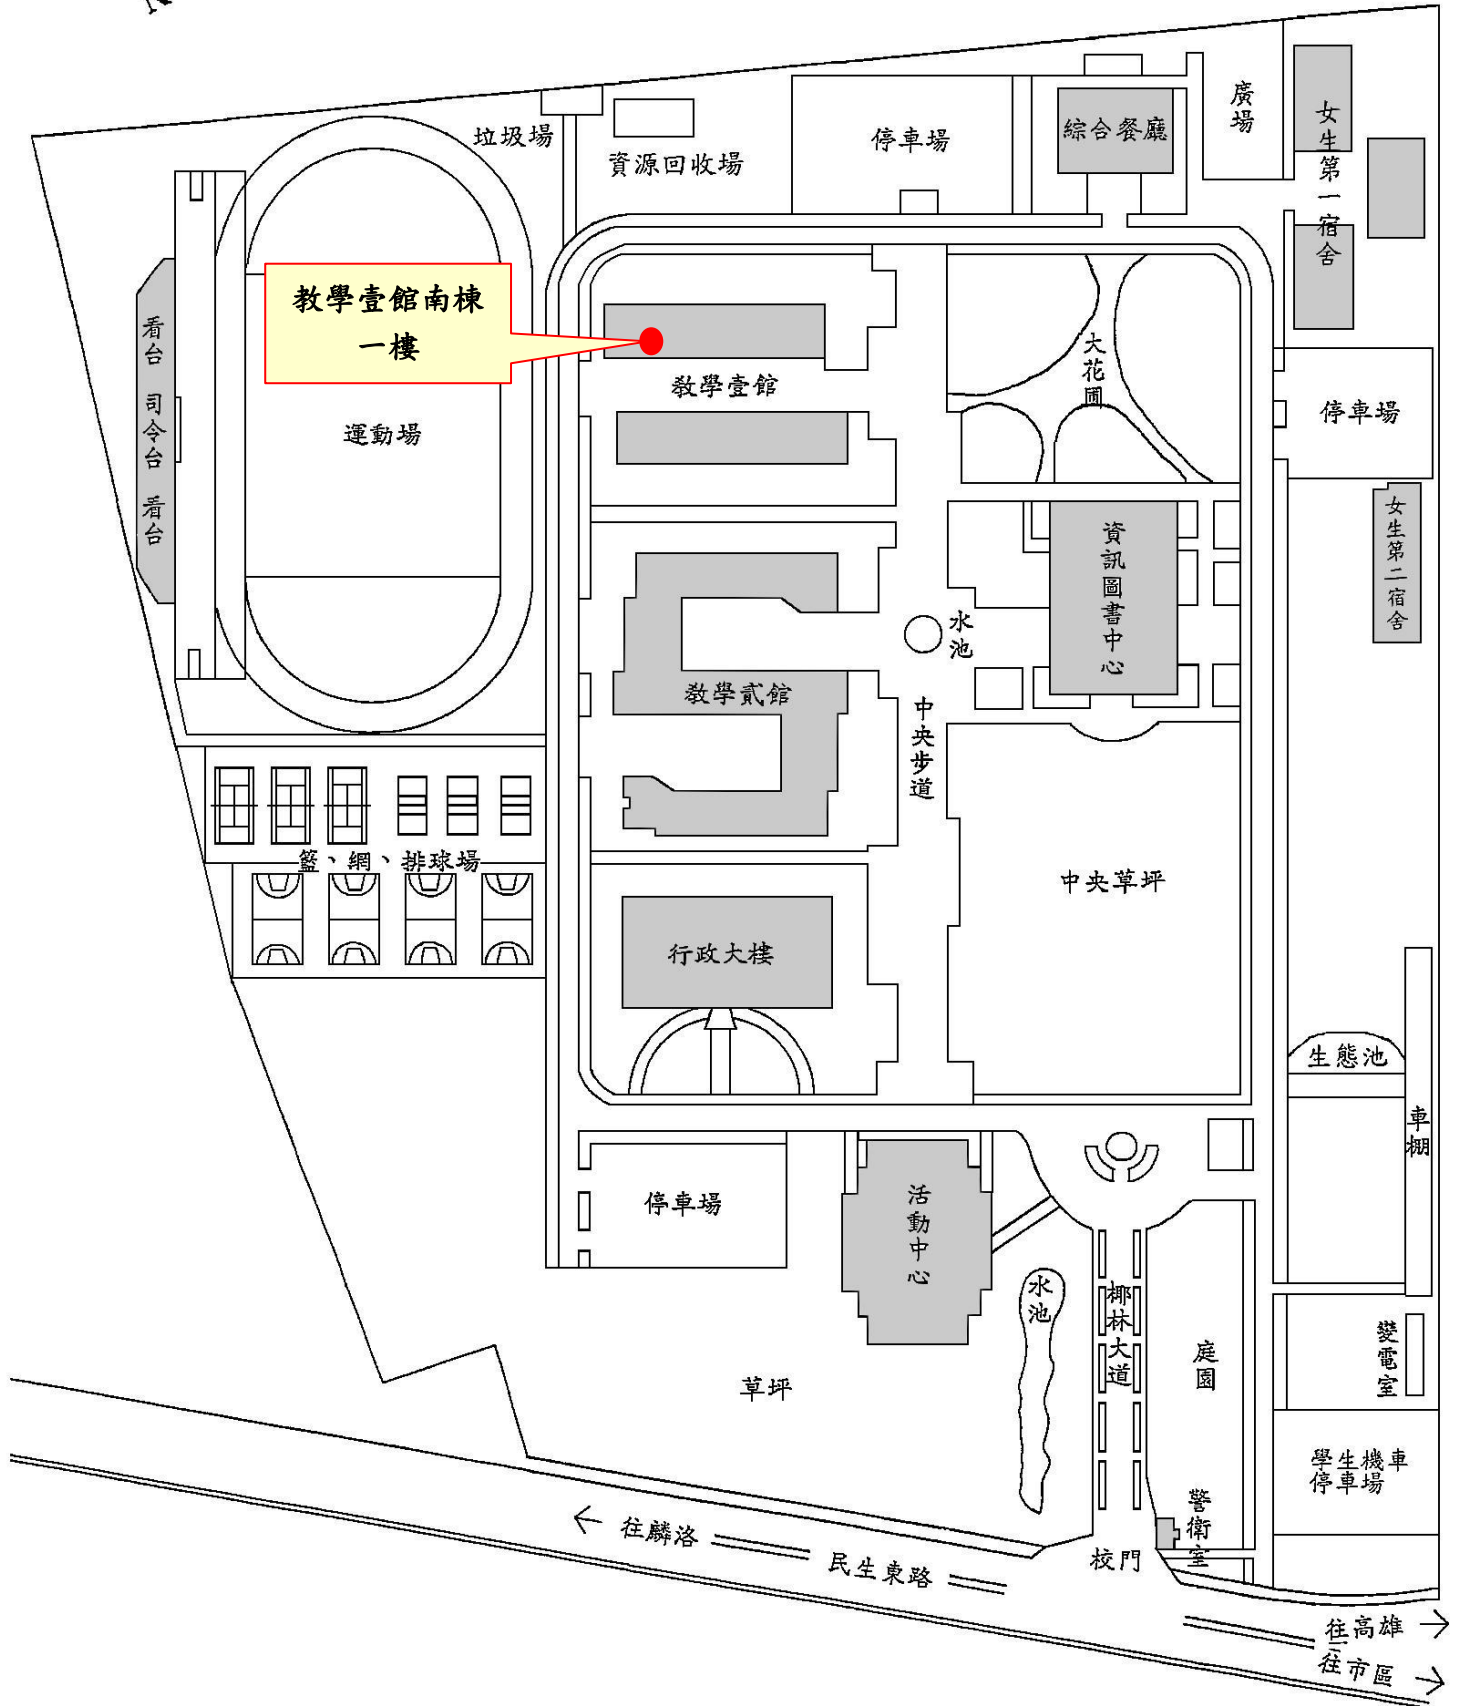 廣場
女生第一宿舍
綜合餐廳
停車場
垃圾場
資源回收場
教學壹館南棟
一樓
看台
司令台
看台
運動場
教學壹館
大花圃
停車場
資訊圖書中心
女生第二宿舍
水池
教學貳館
中央步道
籃、網、排球場
中央草坪
行政大樓
生態池
車棚
停車場
活動中心
水池
椰林大道
庭園
變電室
草坪
學生機車
停車場
警衛室
校門
往麟洛
民生東路
往高雄
往市區